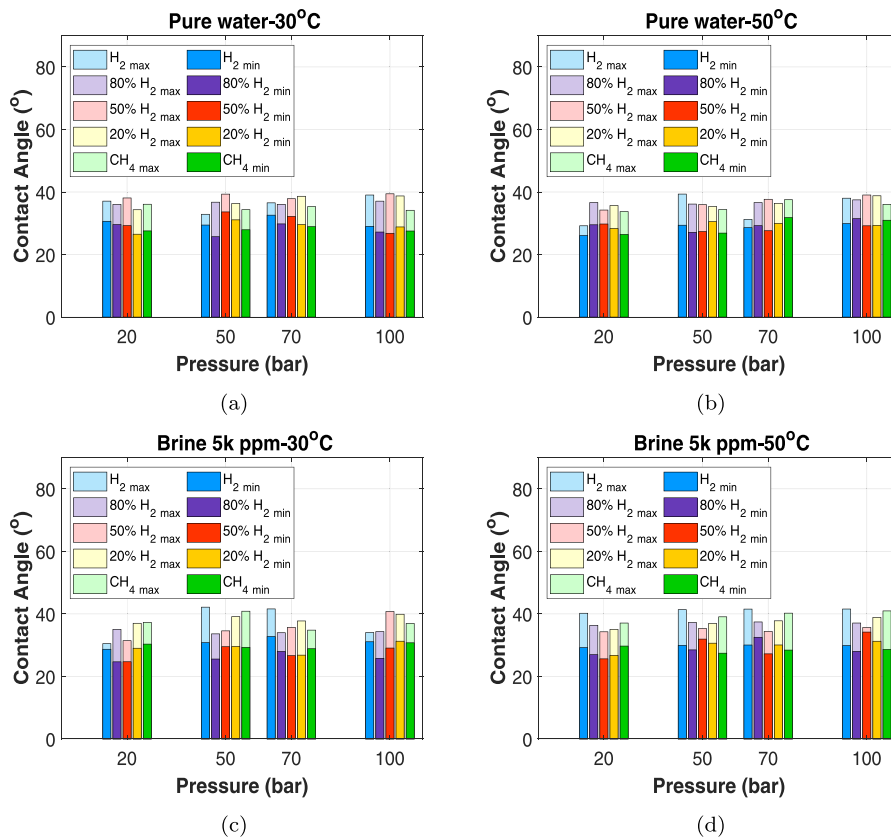 Pure water-30°C
H2 max
H2 min
80% H2 max
80% H2 min
50% H2 max
50% H2 min
20% H2 max
20% H2 min
CH4 max
CH4 min
Contact Angle (°)
80
60
40
20
0
20 50 70 100
Pressure (bar)
(a)
Pure water-50°C
H2 max
H2 min
80% H2 max
80% H2 min
50% H2 max
50% H2 min
20% H2 max
20% H2 min
CH4 max
CH4 min
Contact Angle (°)
80
60
40
20
0
20 50 70 100
Pressure (bar)
(b)
Brine 5k ppm-30°C
H2 max
H2 min
80% H2 max
80% H2 min
50% H2 max
50% H2 min
20% H2 max
20% H2 min
CH4 max
CH4 min
Contact Angle (°)
80
60
40
20
0
20 50 70 100
Pressure (bar)
(c)
Brine 5k ppm-50°C
H2 max
H2 min
80% H2 max
80% H2 min
50% H2 max
50% H2 min
20% H2 max
20% H2 min
CH4 max
CH4 min
Contact Angle (°)
80
60
40
20
0
20 50 70 100
Pressure (bar)
(d)